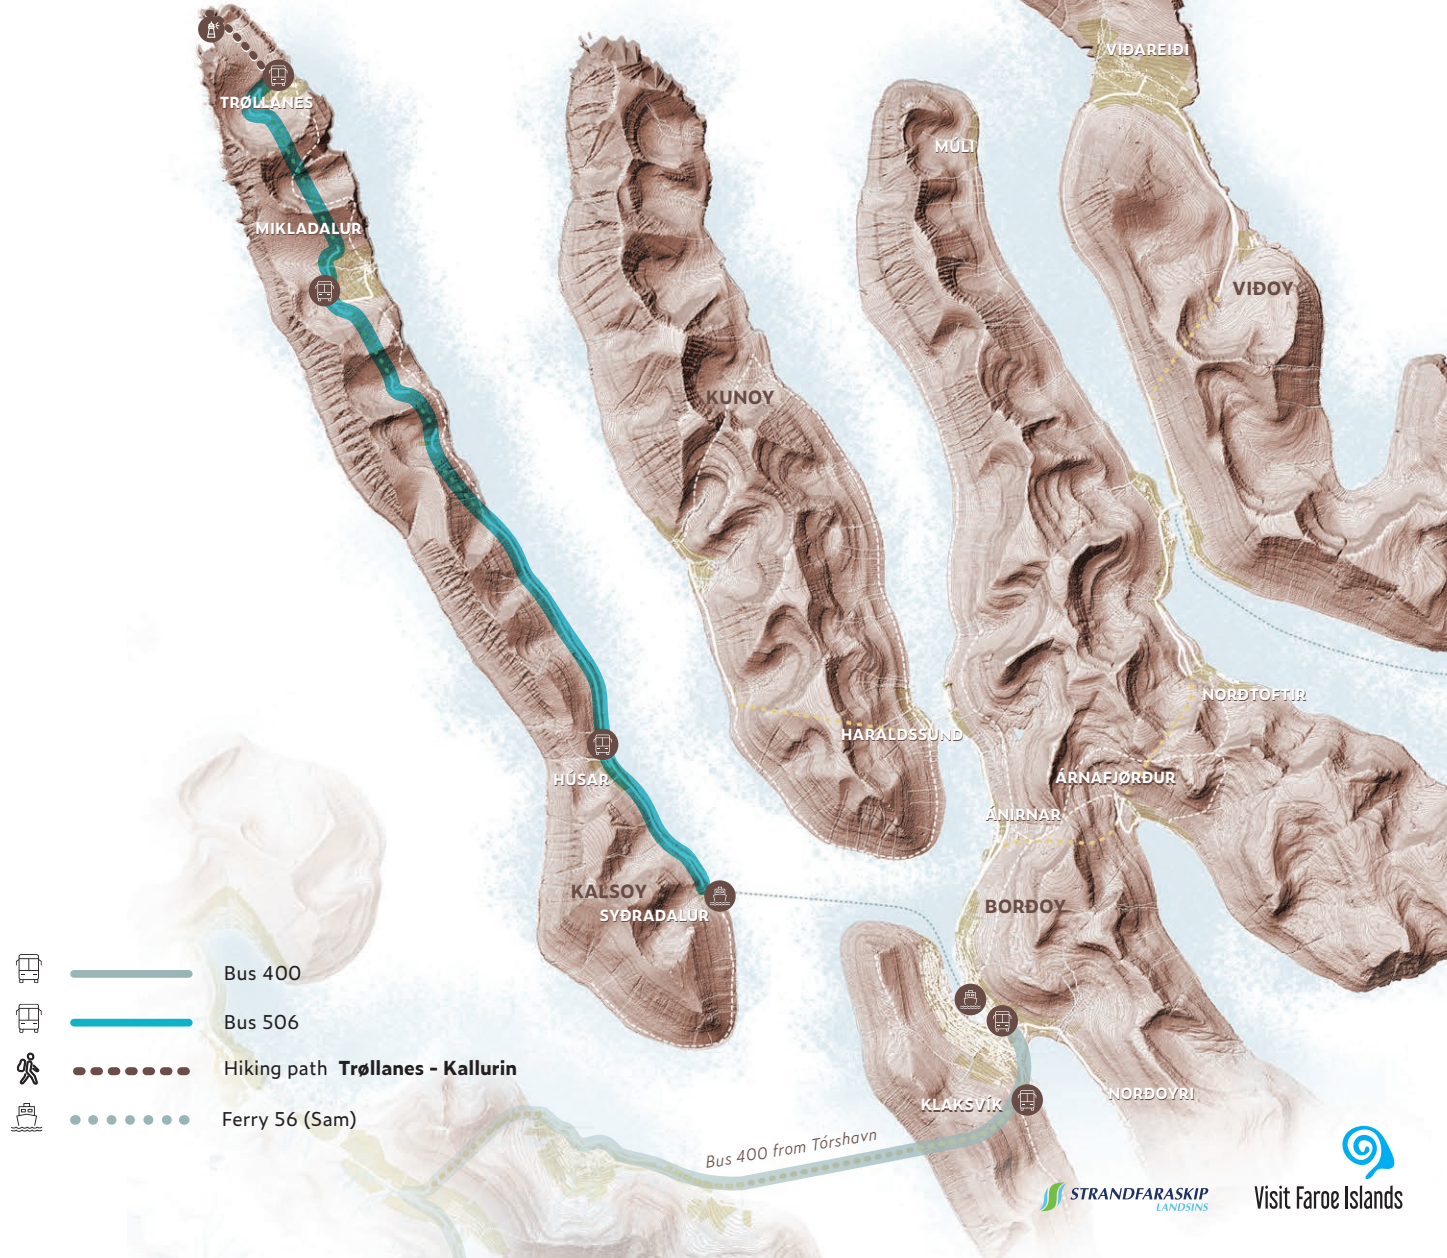 VIÐAREIÐI
TRØLLANES
MÚLI
MIKLADALUR
VIÐOY
KUNOY
NORÐTOFTIR
HARALDSSUND
HÚSAR
ÁRNAFJØRÐUR
ÁNIRNAR
KALSOY
SYÐRADALUR
BORÐOY
Bus 400
Bus 506
Hiking path Trøllanes - Kallurin
Ferry 56 (Sam)
KLAKSVÍK
NORÐOYRI
Bus 400 from Tórshavn
STRANDFARASKIP
LANDSINS
Visit Faroe Islands